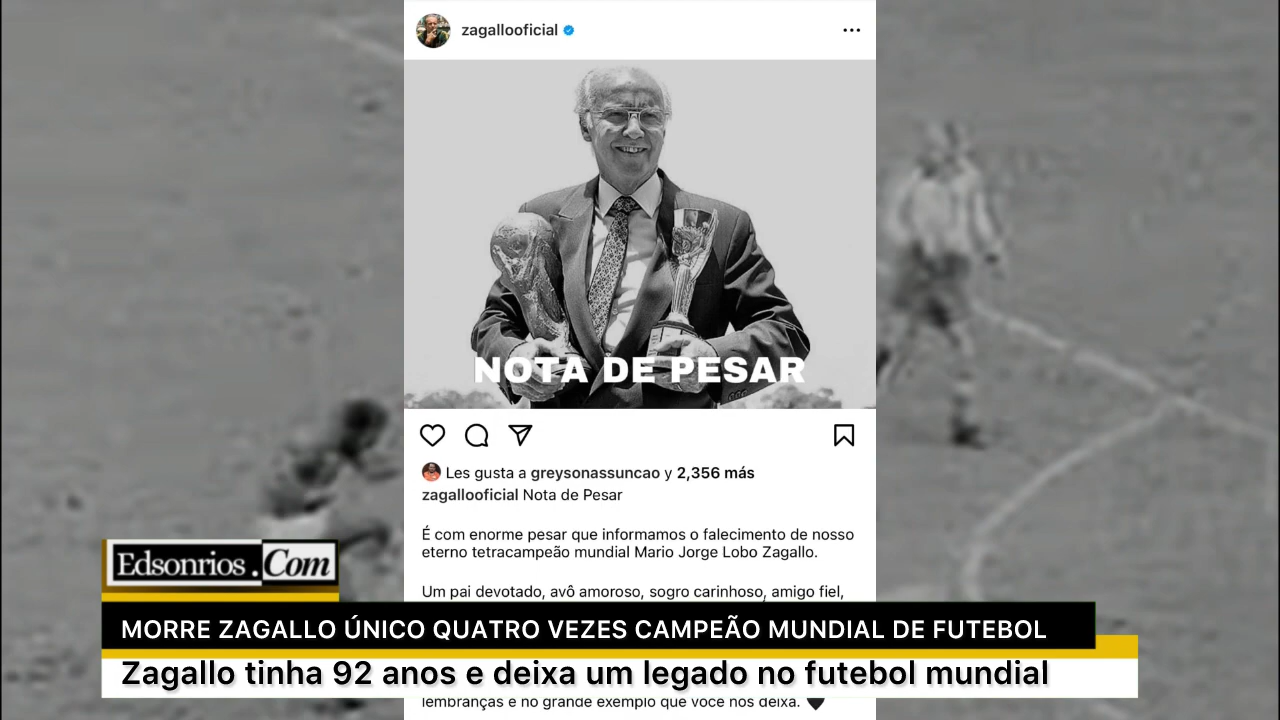 zagallooficial
NOTA DE PESAR
Les gusta a greysonassuncao y 2,356 más
zagallooficial Nota de Pesar
É com enorme pesar que informamos o falecimento de nosso
eterno tetracampeão mundial Mario Jorge Lobo Zagallo.
Um pai devotado, avô amoroso, sogro carinhoso, amigo fiel,
Edsonrios.Com
MORRE ZAGALLO ÚNICO QUATRO VEZES CAMPEÃO MUNDIAL DE FUTEBOL
Zagallo tinha 92 anos e deixa um legado no futebol mundial
lembranças e no grande exemplo que você nos deixa. 🖤